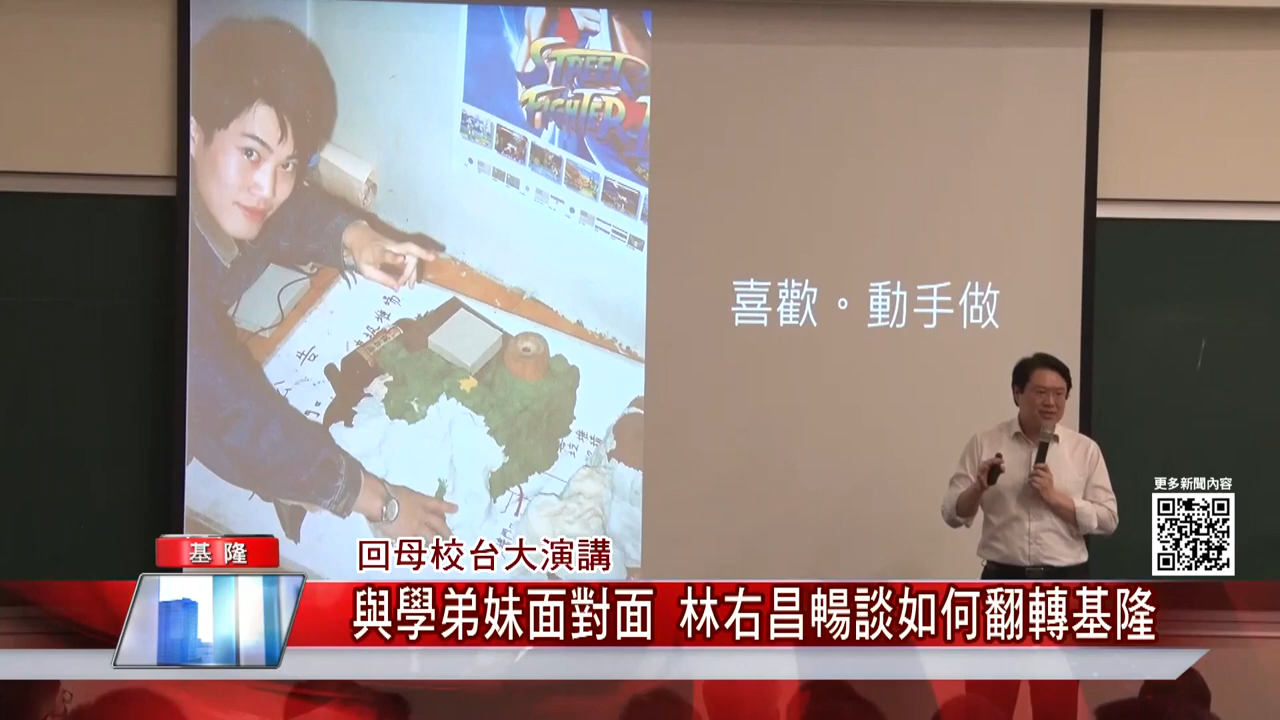 STREET
FIGHTER
喜歡。動手做
告
更多新聞內容
基隆
回母校台大演講
與學弟妹面對面 林右昌暢談如何翻轉基隆